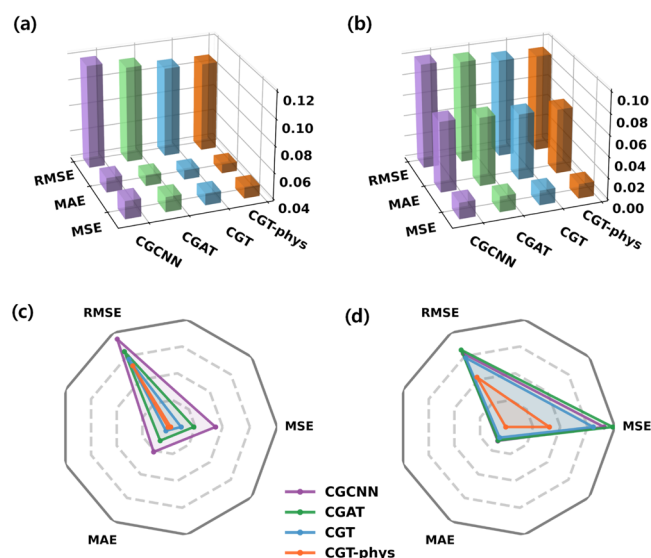 (a)
0.12
0.10
0.08
0.06
0.04
RMSE
MAE
MSE
CGCNN
CGAT
CGT
CGT-phys
(b)
0.10
0.08
0.06
0.04
0.02
0.00
RMSE
MAE
MSE
CGCNN
CGAT
CGT
CGT-phys
(c)
RMSE
MSE
MAE
(d)
RMSE
MSE
MAE
CGCNN
CGAT
CGT
CGT-phys